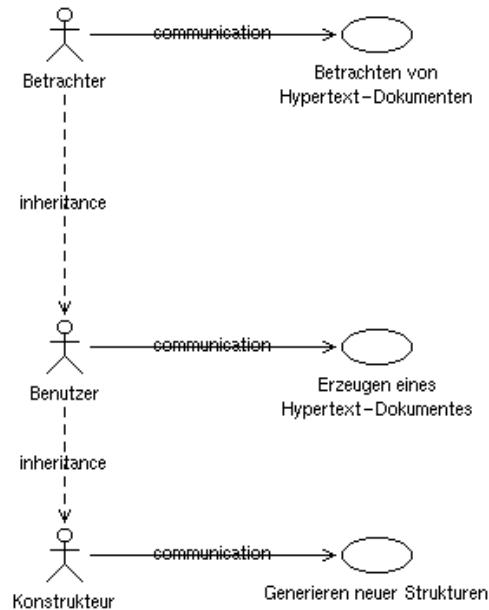 communication
Betrachter
Betrachten von
Hypertext-Dokumenten
inheritance
communication
Benutzer
Erzeugen eines
Hypertext-Dokumentes
inheritance
communication
Konstrukteur
Generieren neuer Strukturen